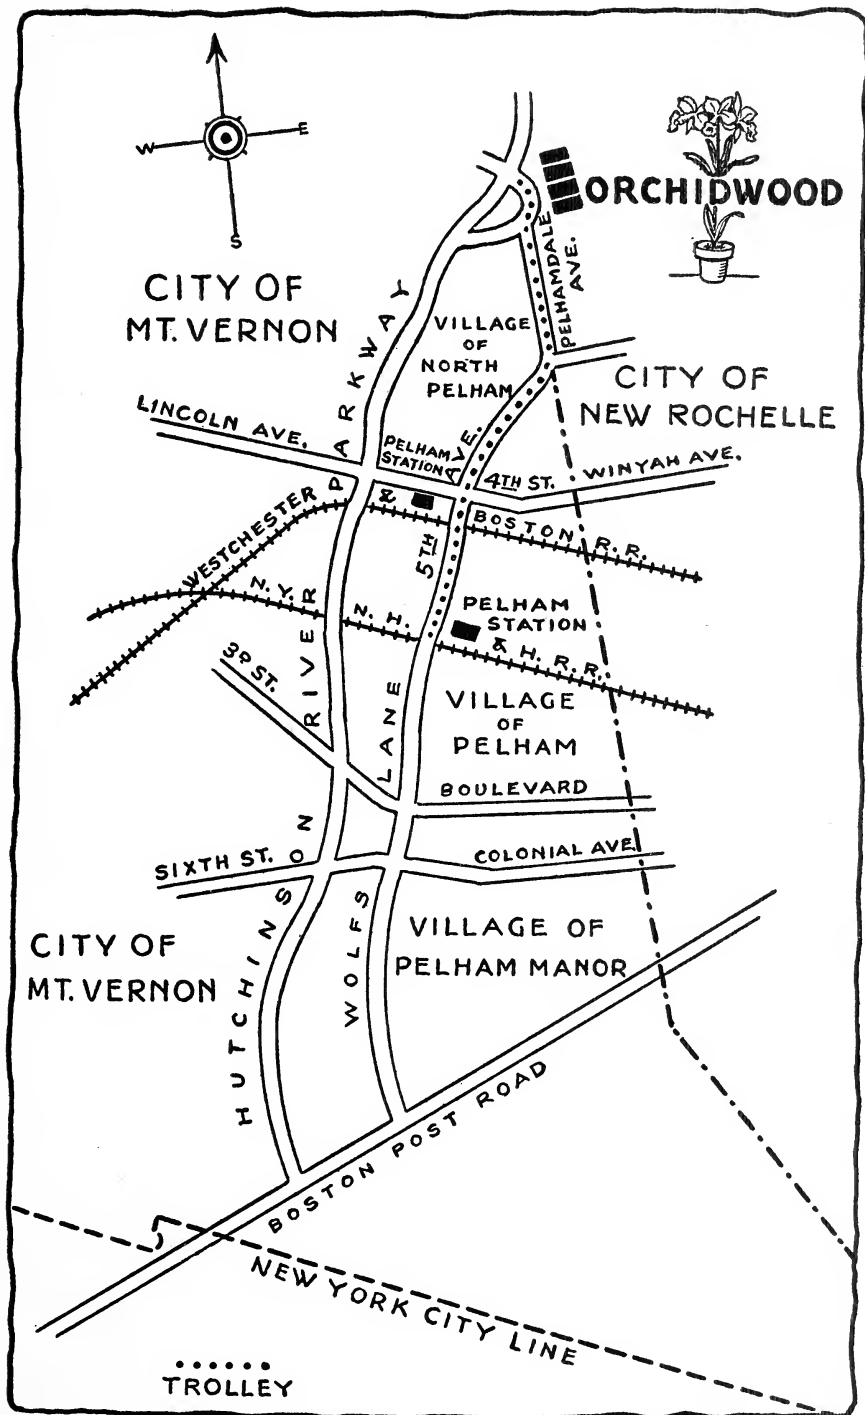 W E
S
ORCHIDWOOD
CITY OF
MT. VERNON
PELHAMDALE
AVE.
VILLAGE
OF
NORTH
PELHAM
CITY OF
NEW ROCHELLE
LINCOLN AVE.
PELHAM
STATION
4TH ST.
WINYAH AVE.
5TH AVE.
WESTCHESTER & BOSTON R.R.
N.Y. N.H. & H.R.R.
PELHAM
STATION
3D ST.
VILLAGE
OF
PELHAM
BOULEVARD
SIXTH ST.
COLONIAL AVE.
HUTCHINSON RIVER PARKWAY
WOLFS LANE
CITY OF
MT. VERNON
VILLAGE OF
PELHAM MANOR
BOSTON POST ROAD
NEW YORK CITY LINE
TROLLEY